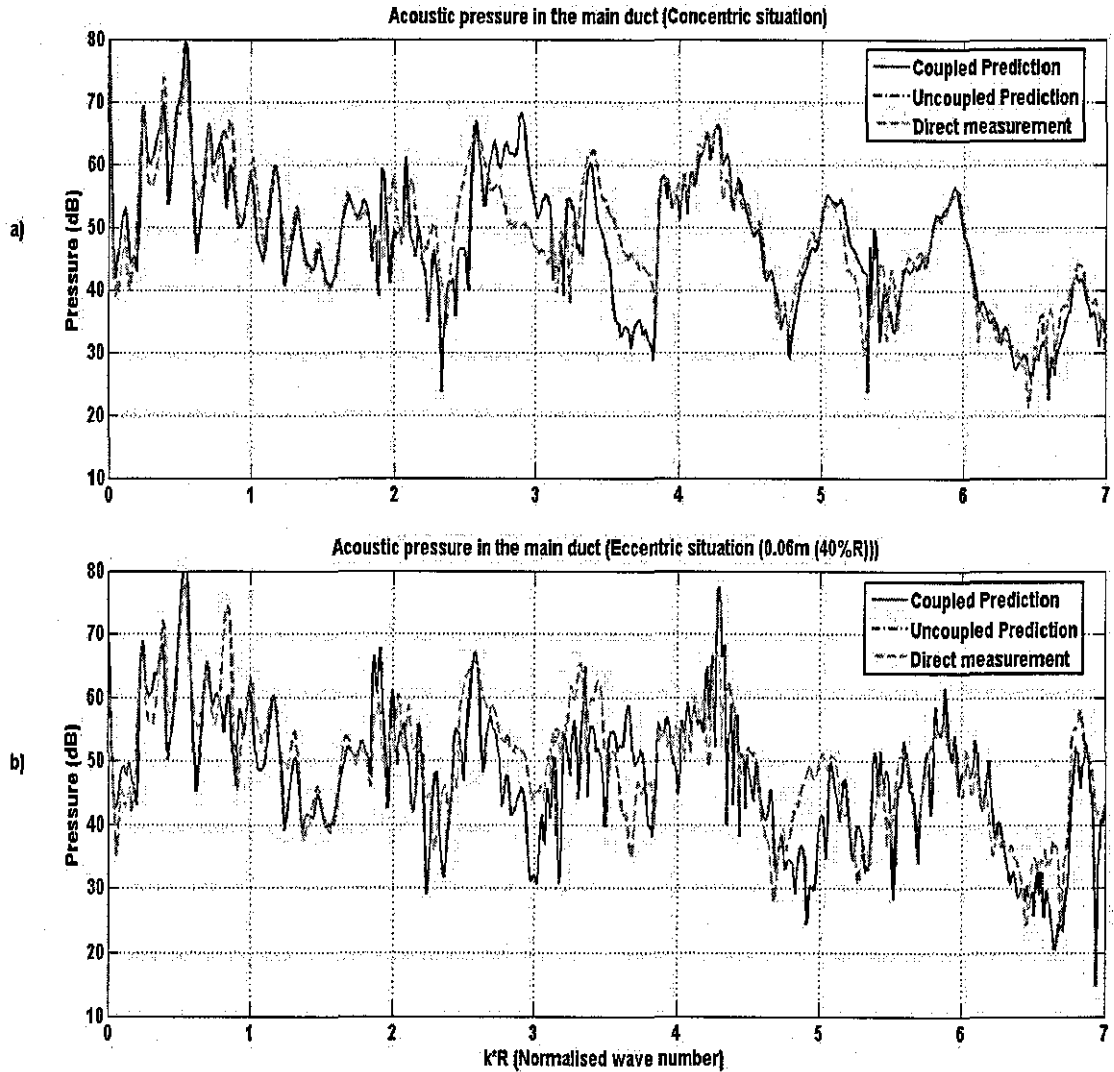 Acoustic pressure in the main duct (Concentric situation)
80
70
60
50
40
30
20
10
Pressure (dB)
a)
Coupled Prediction
Uncoupled Prediction
Direct measurement
0 1 2 3 4 5 6 7
Acoustic pressure in the main duct (Eccentric situation (0.06m (40%R)))
80
70
60
50
40
30
20
10
Pressure (dB)
b)
Coupled Prediction
Uncoupled Prediction
Direct measurement
0 1 2 3 4 5 6 7
k*R (Normalised wave number)